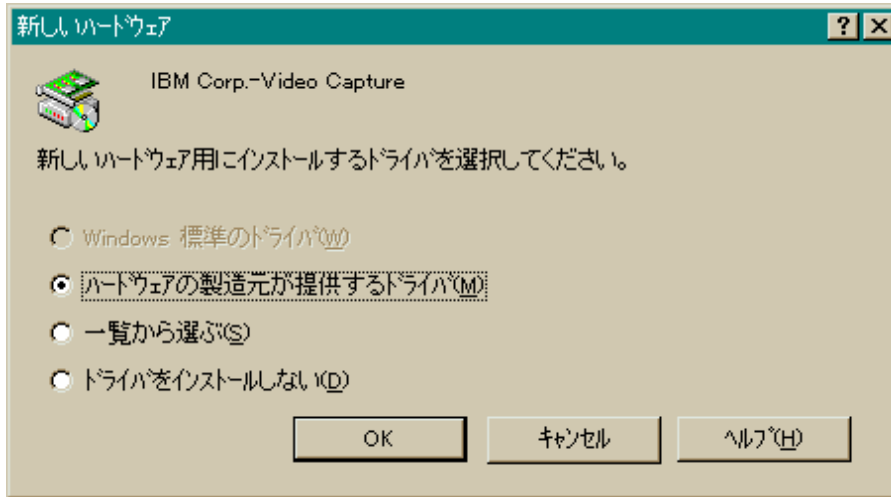 新しいﾊｰﾄﾞｳｪｱ
IBM Corp.-Video Capture
新しいﾊｰﾄﾞｳｪｱ用にｲﾝｽﾄｰﾙするﾄﾞﾗｲﾊﾞを選択してください。
Windows 標準のﾄﾞﾗｲﾊﾞ(W)
ﾊｰﾄﾞｳｪｱの製造元が提供するﾄﾞﾗｲﾊﾞ(M)
一覧から選ぶ(S)
ﾄﾞﾗｲﾊﾞをｲﾝｽﾄｰﾙしない(D)
OK ｷｬﾝｾﾙ ﾍﾙﾌﾟ(H)